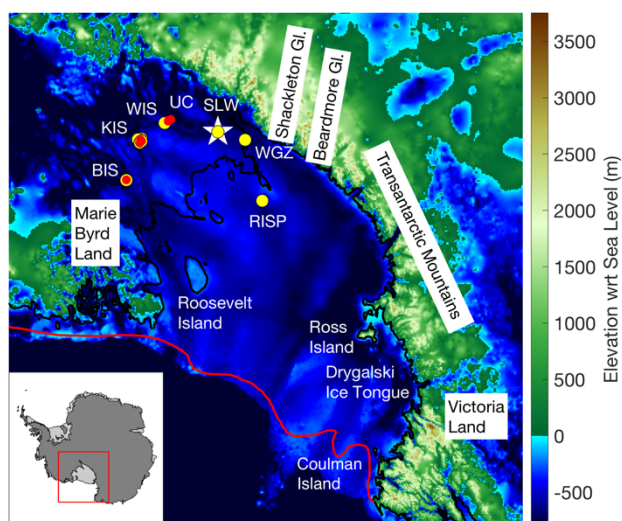 Shackleton Gl.
Beardmore Gl.
WIS
UC
SLW
KIS
WGZ
BIS
RISP
Transantarctic Mountains
Marie
Byrd
Land
Roosevelt
Island
Ross
Island
Drygalski
Ice Tongue
Victoria
Land
Coulman
Island
3500
3000
2500
2000
1500
1000
500
0
-500
Elevation wrt Sea Level (m)